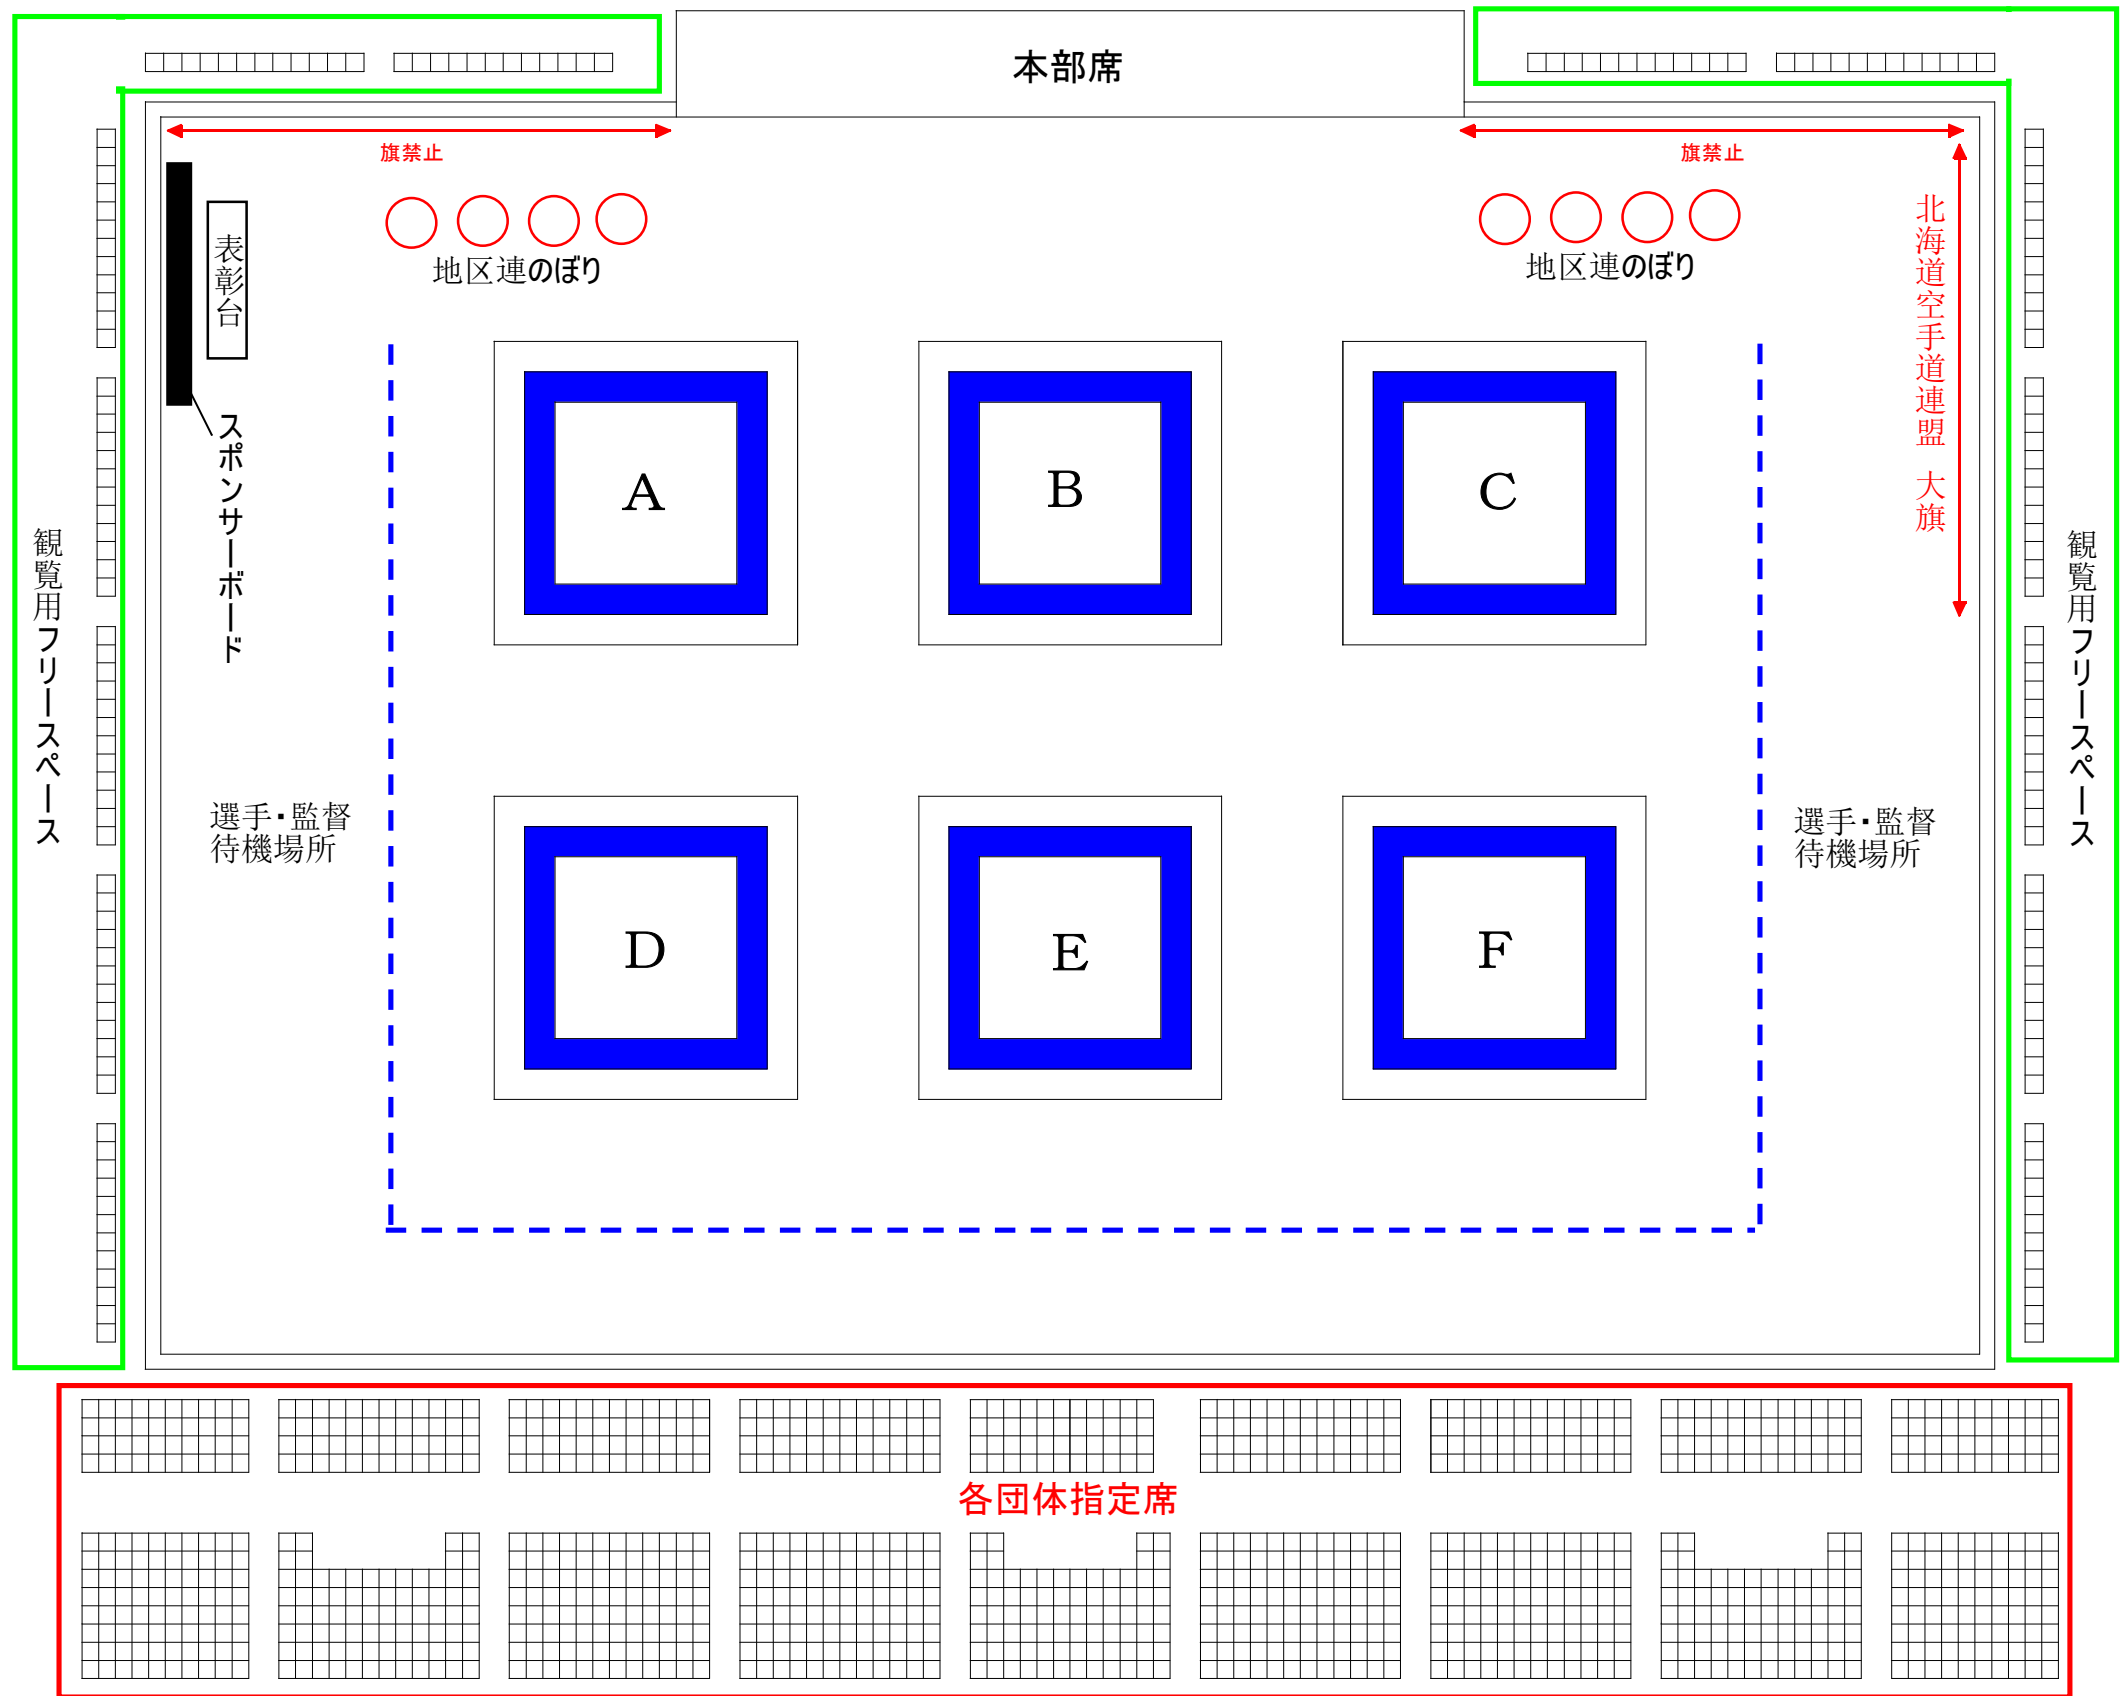 本部席
旗禁止
旗禁止
地区連のぼり
地区連のぼり
表彰台
スポンサーボード
北海道空手道連盟 大旗
A
B
C
観覧用フリースペース
観覧用フリースペース
選手・監督
待機場所
選手・監督
待機場所
D
E
F
各団体指定席